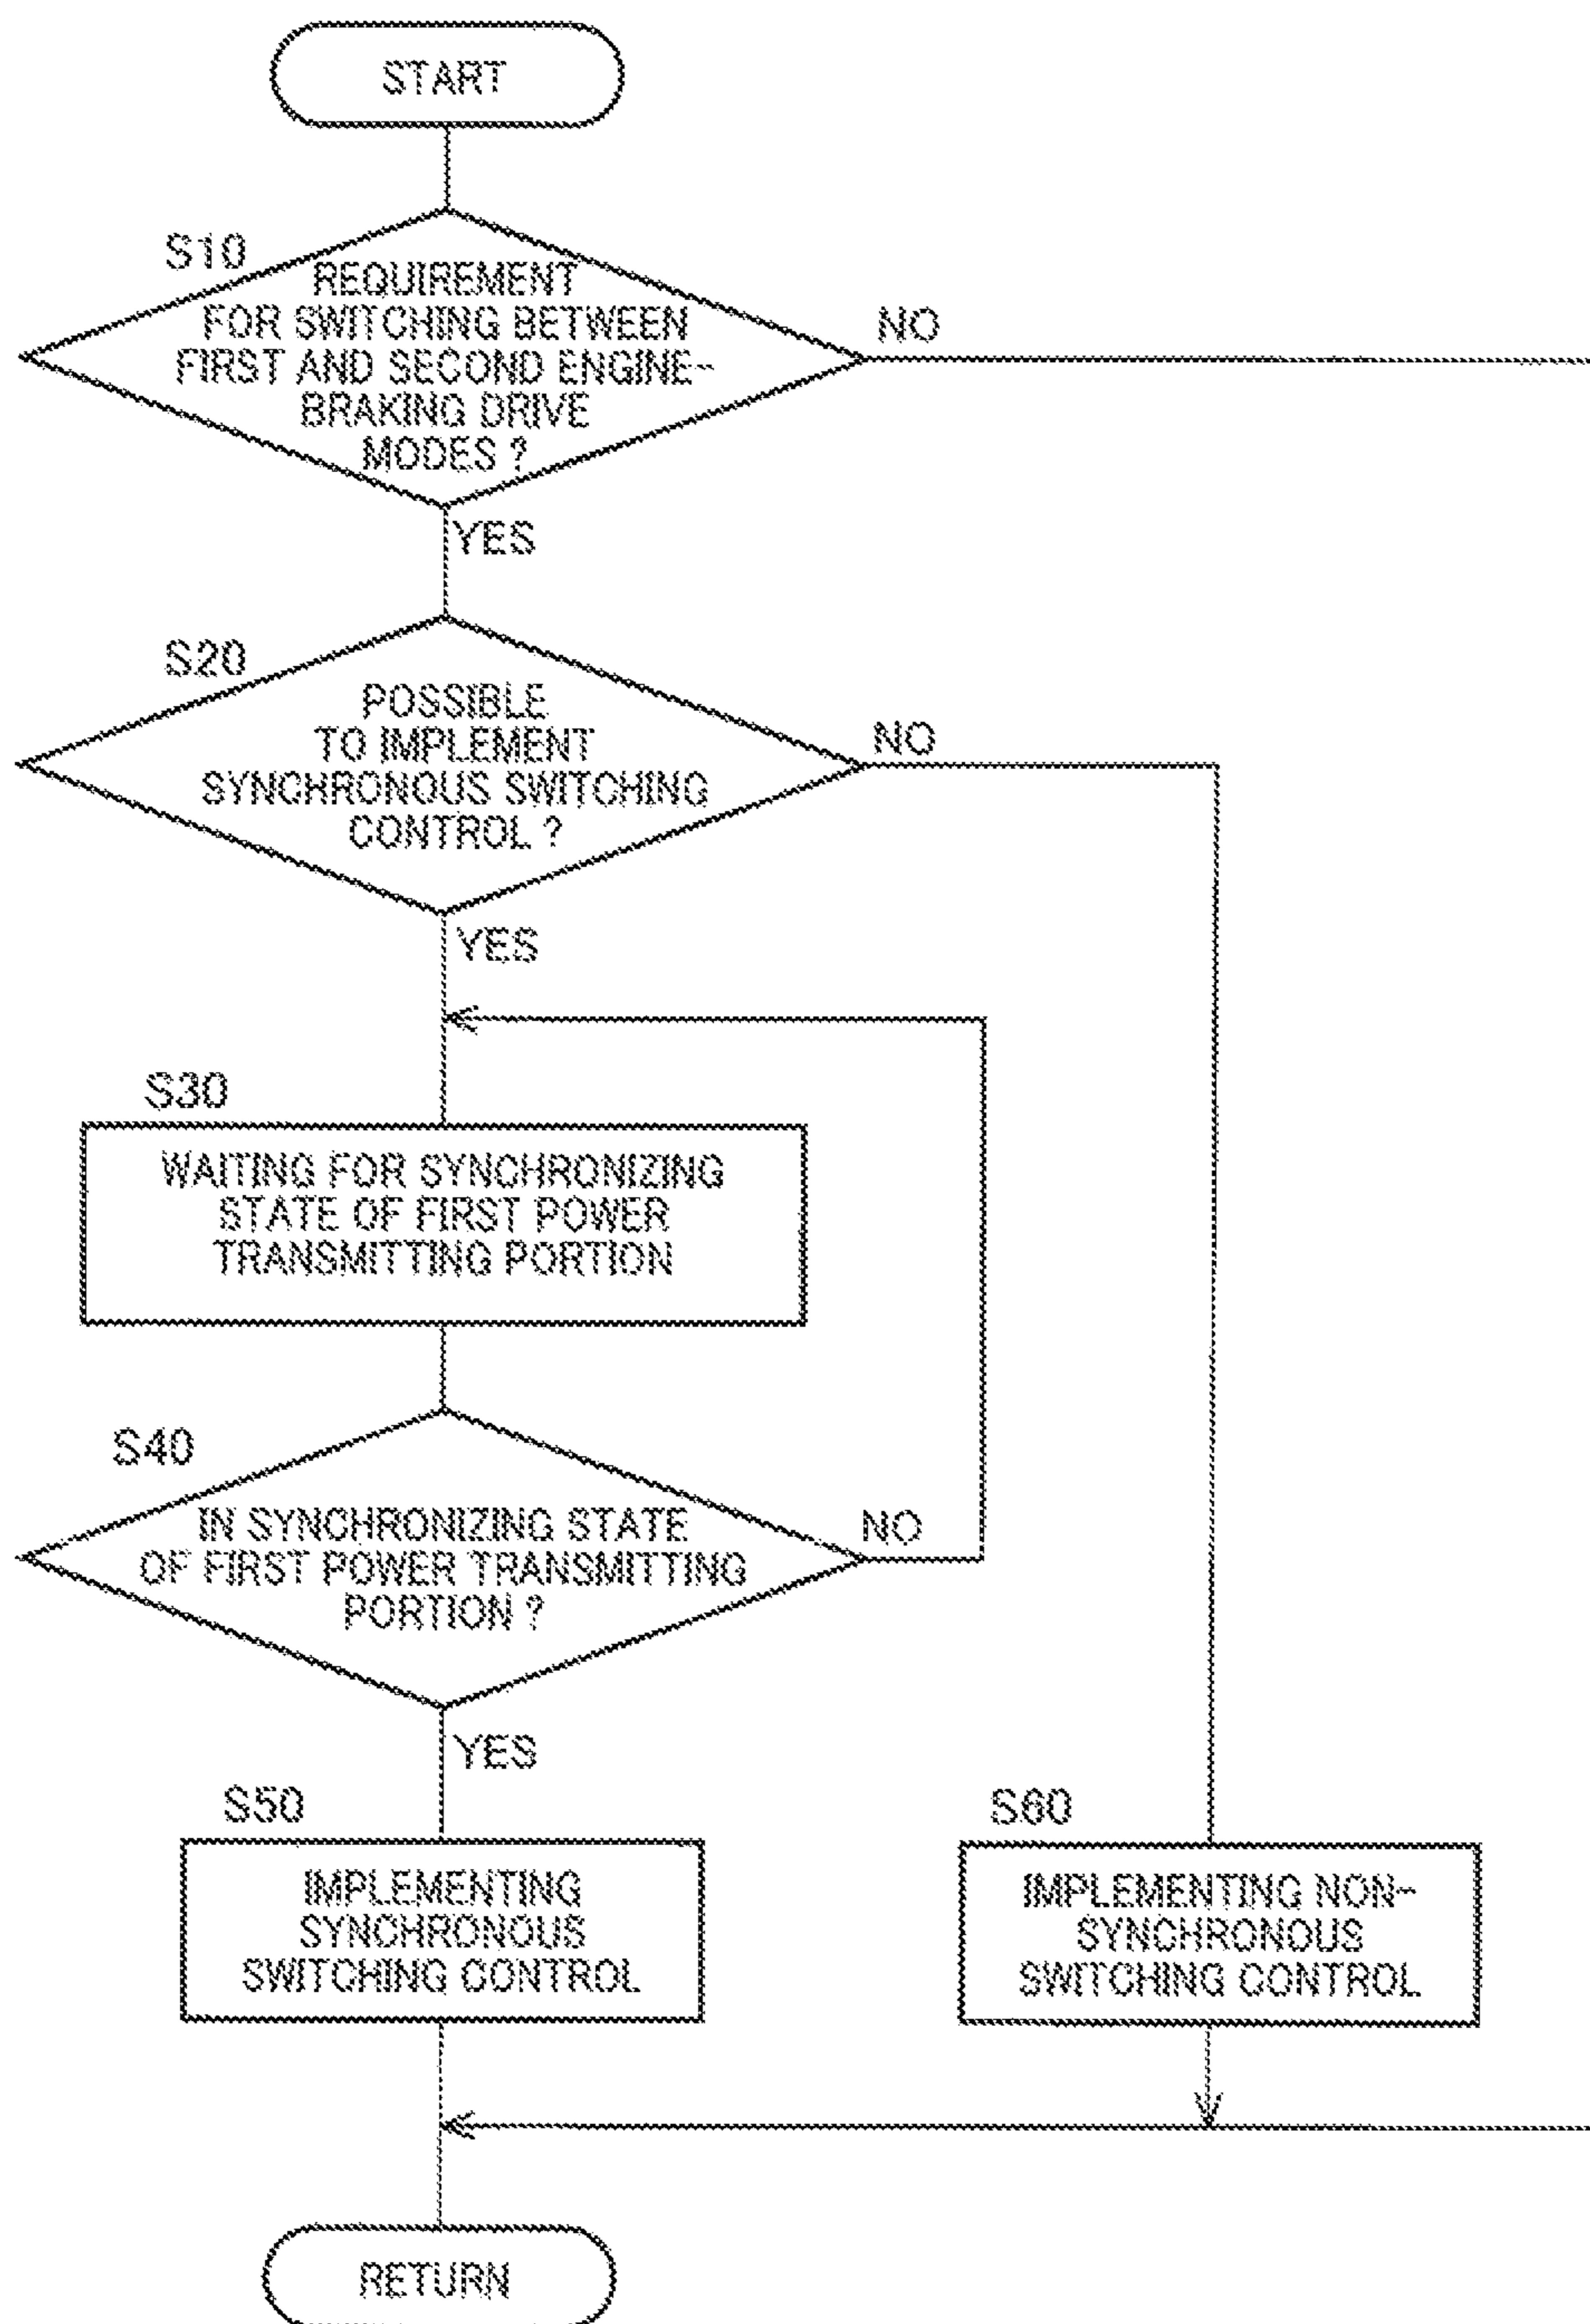 START
S10
REQUIREMENT
FOR SWITCHING BETWEEN
FIRST AND SECOND ENGINE-
BRAKING DRIVE
MODES ?
NO
YES
S20
POSSIBLE
TO IMPLEMENT
SYNCHRONOUS SWITCHING
CONTROL ?
NO
YES
S30
WAITING FOR SYNCHRONIZING
STATE OF FIRST POWER
TRANSMITTING PORTION
S40
IN SYNCHRONIZING STATE
OF FIRST POWER TRANSMITTING
PORTION ?
NO
YES
S50
IMPLEMENTING
SYNCHRONOUS
SWITCHING CONTROL
S60
IMPLEMENTING NON-
SYNCHRONOUS
SWITCHING CONTROL
RETURN